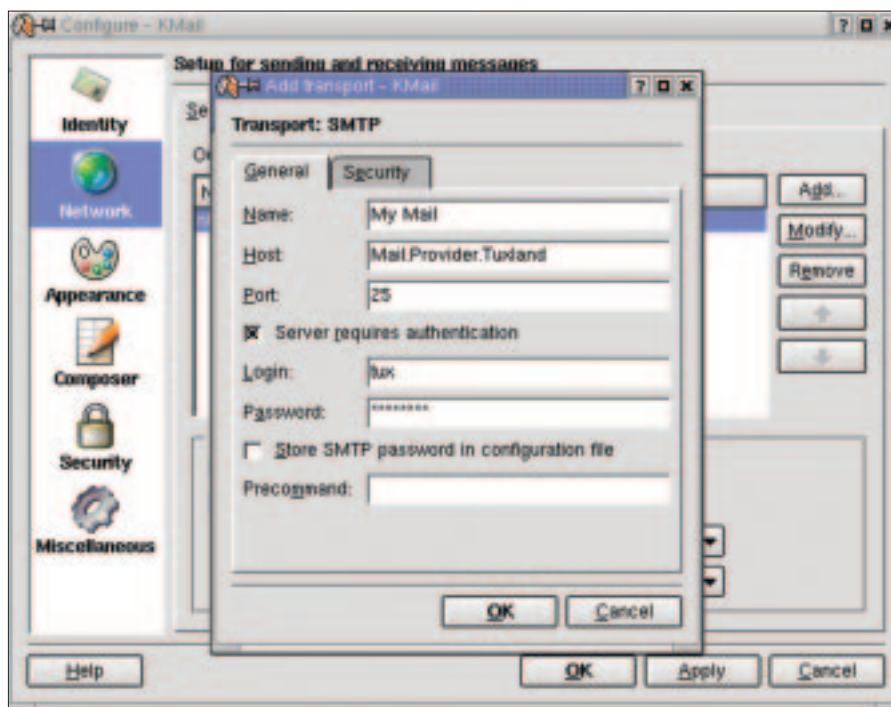 Configure - KMail
Setup for sending and receiving messages
Identity
Network
Appearance
Composer
Security
Miscellaneous
Add transport - KMail
Transport: SMTP
General
Security
Name:
My Mail
Host:
Mail.Provider.Tuxland
Port:
25
Server requires authentication
Login:
tux
Password:
********
Store SMTP password in configuration file
Precommand:
OK
Cancel
Add...
Modify...
Remove
Help
OK
Apply
Cancel